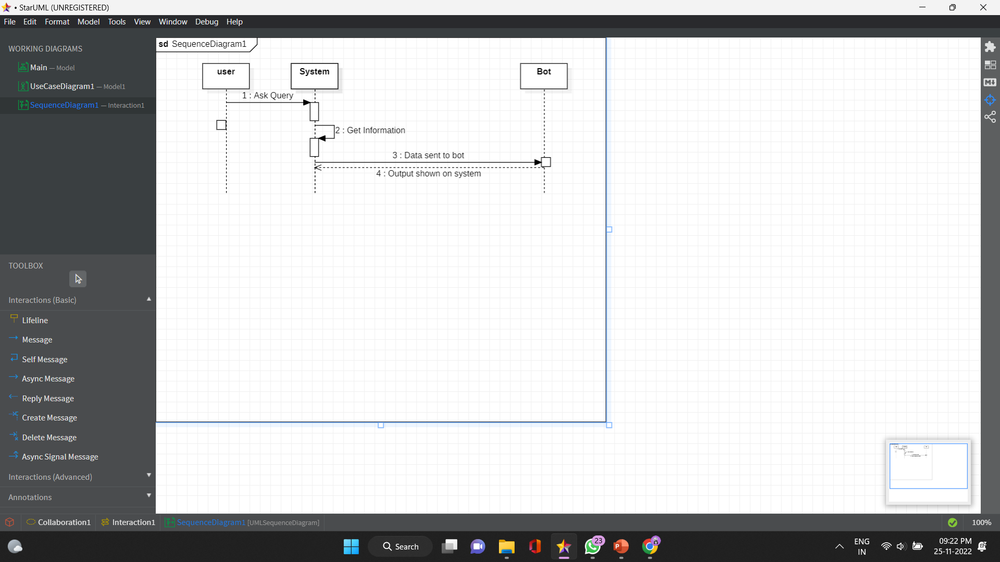 • StarUML (UNREGISTERED)
File Edit Format Model Tools View Window Debug Help
WORKING DIAGRAMS
Main — Model
UseCaseDiagram1 — Model1
SequenceDiagram1 — Interaction1
sd SequenceDiagram1
user System Bot
1 : Ask Query
2 : Get Information
3 : Data sent to bot
4 : Output shown on system
TOOLBOX
Interactions (Basic)
Lifeline
Message
Self Message
Async Message
Reply Message
Create Message
Delete Message
Async Signal Message
Interactions (Advanced)
Annotations
M
Collaboration1 Interaction1 SequenceDiagram1 [UMLSequenceDiagram] 100%
Search
23
P
n
ENG
IN
09:22 PM
25-11-2022